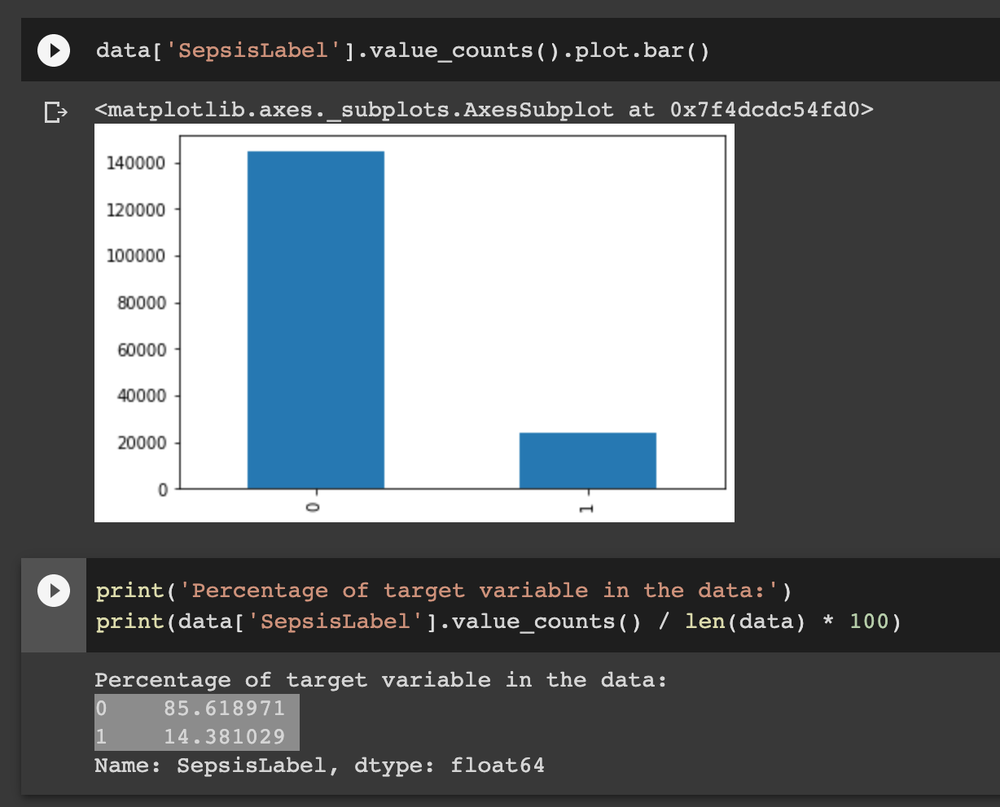 data['SepsisLabel'].value_counts().plot.bar()
<matplotlib.axes._subplots.AxesSubplot at 0x7f4dcdc54fd0>
140000
120000
100000
80000
60000
40000
20000
0
0 1
print('Percentage of target variable in the data:')
print(data['SepsisLabel'].value_counts() / len(data) * 100)
Percentage of target variable in the data:
0    85.618971
1    14.381029
Name: SepsisLabel, dtype: float64